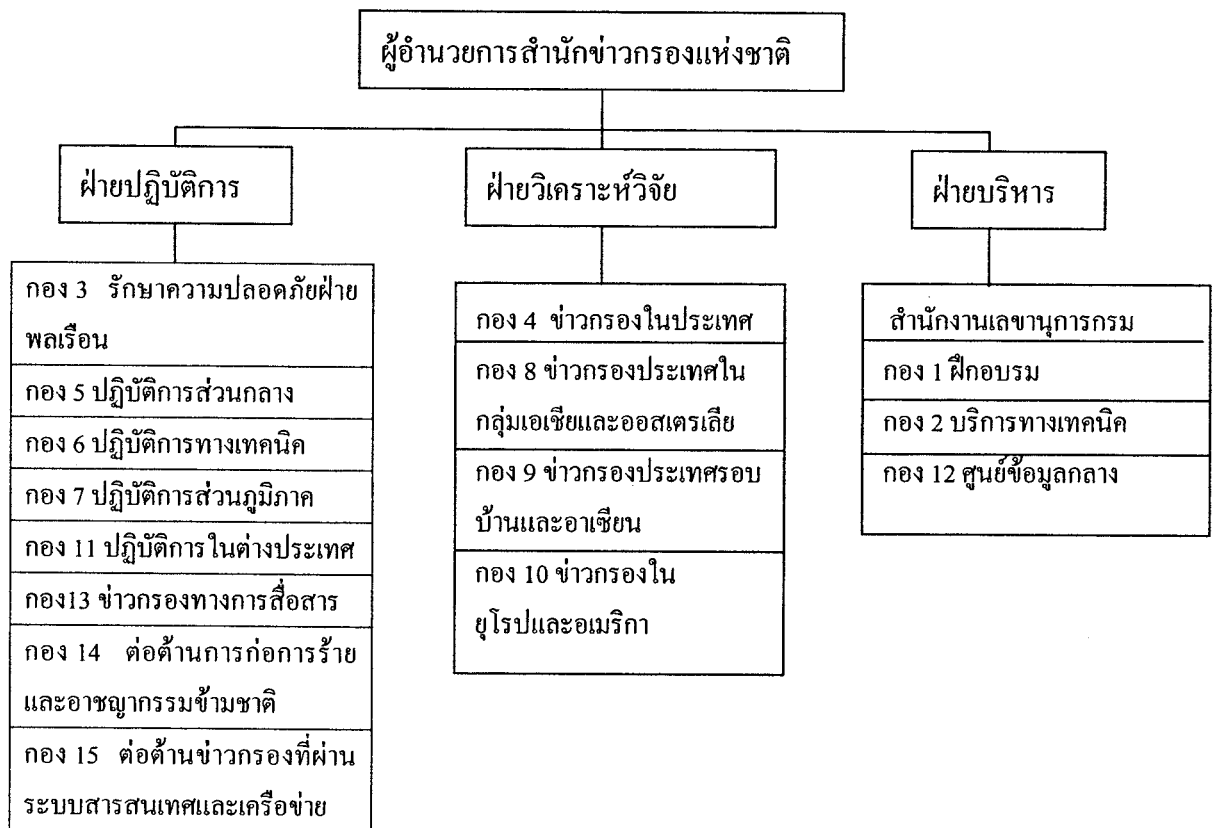 ผู้อำนวยการสำนักข่าวกรองแห่งชาติ
ฝ่ายปฏิบัติการ
กอง 3 รักษาความปลอดภัยฝ่าย
พลเรือน
กอง 5 ปฏิบัติการส่วนกลาง
กอง 6 ปฏิบัติการทางเทคนิค
กอง 7 ปฏิบัติการส่วนภูมิภาค
กอง 11 ปฏิบัติการในต่างประเทศ
กอง13 ข่าวกรองทางการสื่อสาร
กอง 14 ต่อต้านการก่อการร้าย
และอาชญากรรมข้ามชาติ
กอง 15 ต่อต้านข่าวกรองที่ผ่าน
ระบบสารสนเทศและเครือข่าย
ฝ่ายวิเคราะห์วิจัย
กอง 4 ข่าวกรองในประเทศ
กอง 8 ข่าวกรองประเทศใน
กลุ่มเอเชียและออสเตรเลีย
กอง 9 ข่าวกรองประเทศรอบ
บ้านและอาเซียน
กอง 10 ข่าวกรองใน
ยุโรปและอเมริกา
ฝ่ายบริหาร
สำนักงานเลขานุการกรม
กอง 1 ฝึกอบรม
กอง 2 บริการทางเทคนิค
กอง 12 ศูนย์ข้อมูลกลาง